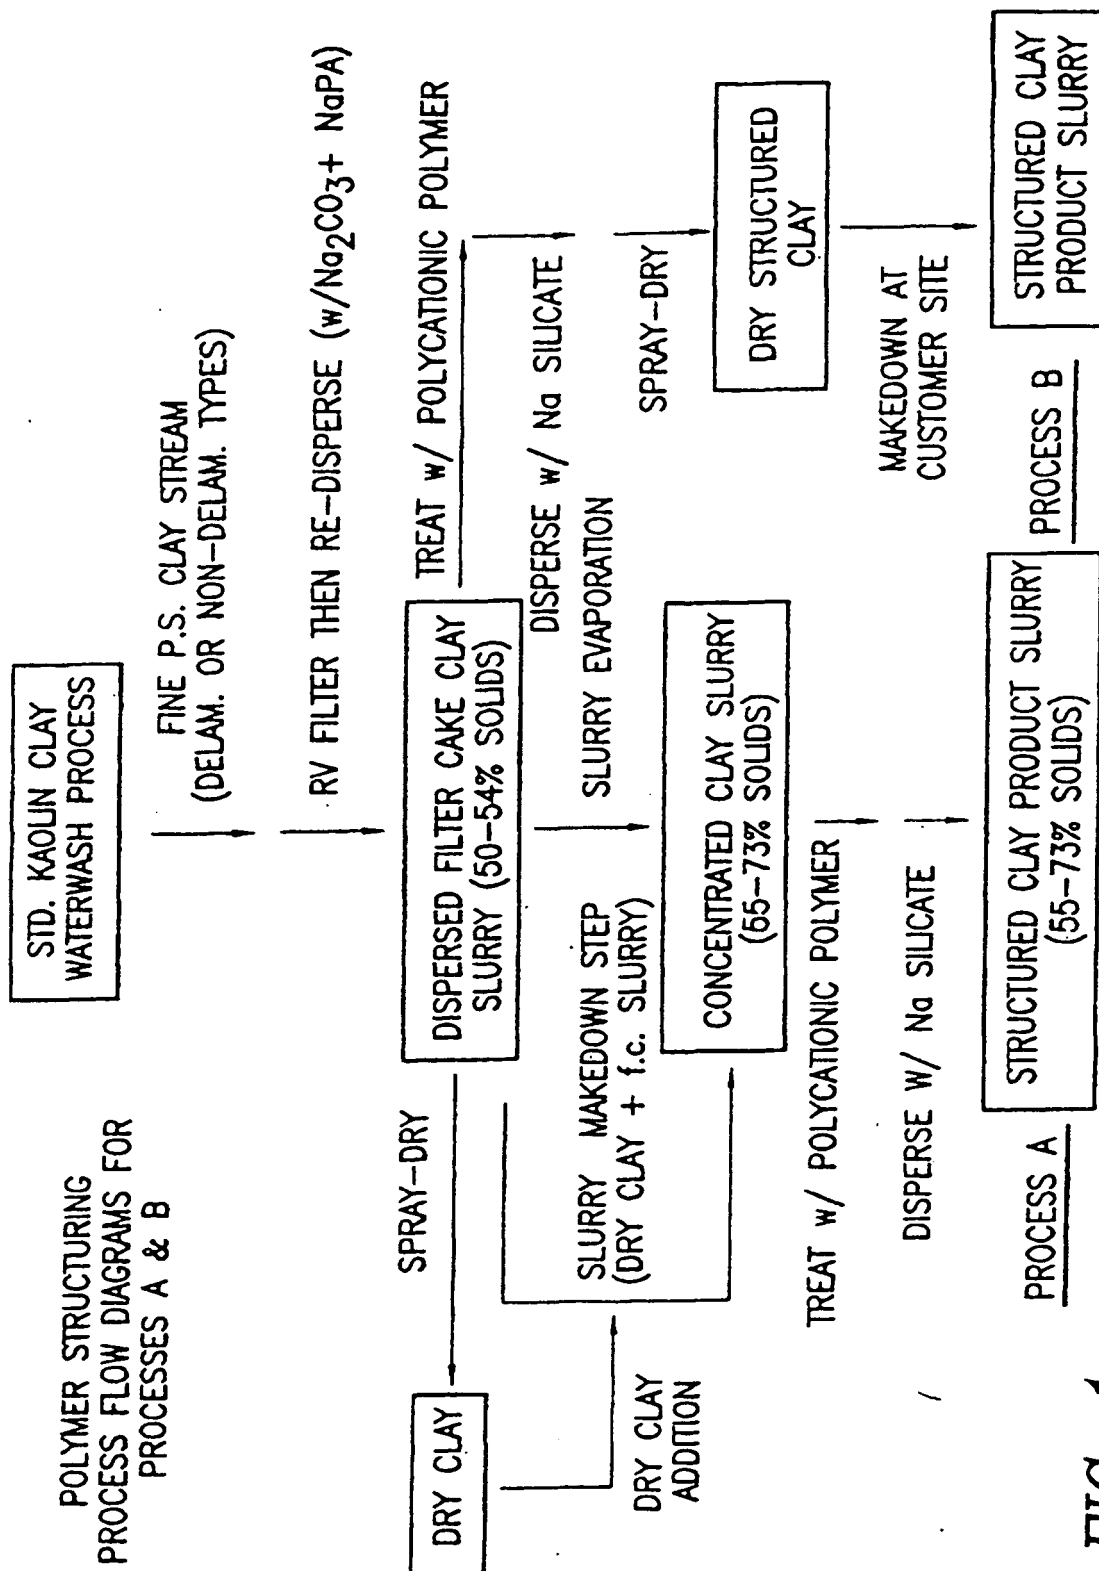 POLYMER STRUCTURING
PROCESS FLOW DIAGRAMS FOR
PROCESSES A & B
STD. KAOLIN CLAY
WATERWASH PROCESS
FINE P.S. CLAY STREAM
(DELAM. OR NON-DELAM. TYPES)
RV FILTER THEN RE-DISPERSE (w/Na2CO3+ NaPA)
DRY CLAY
SPRAY-DRY
DISPERSED FILTER CAKE CLAY
SLURRY (50-54% SOLIDS)
TREAT w/ POLYCATIONIC POLYMER
DISPERSE w/ Na SILICATE
SPRAY-DRY
DRY STRUCTURED
CLAY
MAKEDOWN AT
CUSTOMER SITE
STRUCTURED CLAY
PRODUCT SLURRY
PROCESS B
DRY CLAY
ADDITION
SLURRY MAKEDOWN STEP
(DRY CLAY + f.c. SLURRY)
SLURRY EVAPORATION
CONCENTRATED CLAY SLURRY
(55-73% SOLIDS)
TREAT w/ POLYCATIONIC POLYMER
DISPERSE W/ Na SILICATE
STRUCTURED CLAY PRODUCT SLURRY
(55-73% SOLIDS)
PROCESS A